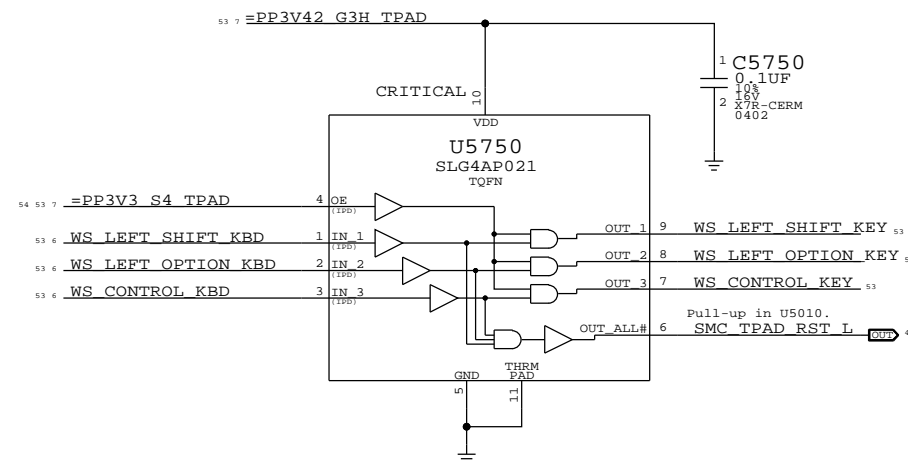 53 7 =PP3V42_G3H_TPAD
1 C5750
0.1UF
10%
16V
2 X7R-CERM
0402
CRITICAL
10
VDD
U5750
SLG4AP021
TQFN
54 53 7 =PP3V3_S4_TPAD 4 OE
(IPD)
53 6 WS_LEFT_SHIFT_KBD 1 IN_1
(IPD)
53 6 WS_LEFT_OPTION_KBD 2 IN_2
(IPD)
53 6 WS_CONTROL_KBD 3 IN_3
(IPD)
OUT_1 9 WS_LEFT_SHIFT_KEY 53
OUT_2 8 WS_LEFT_OPTION_KEY
OUT_3 7 WS_CONTROL_KEY 53
Pull-up in U5010.
OUT_ALL# 6 SMC_TPAD_RST_L OUT
GND
THRM
PAD
5
11